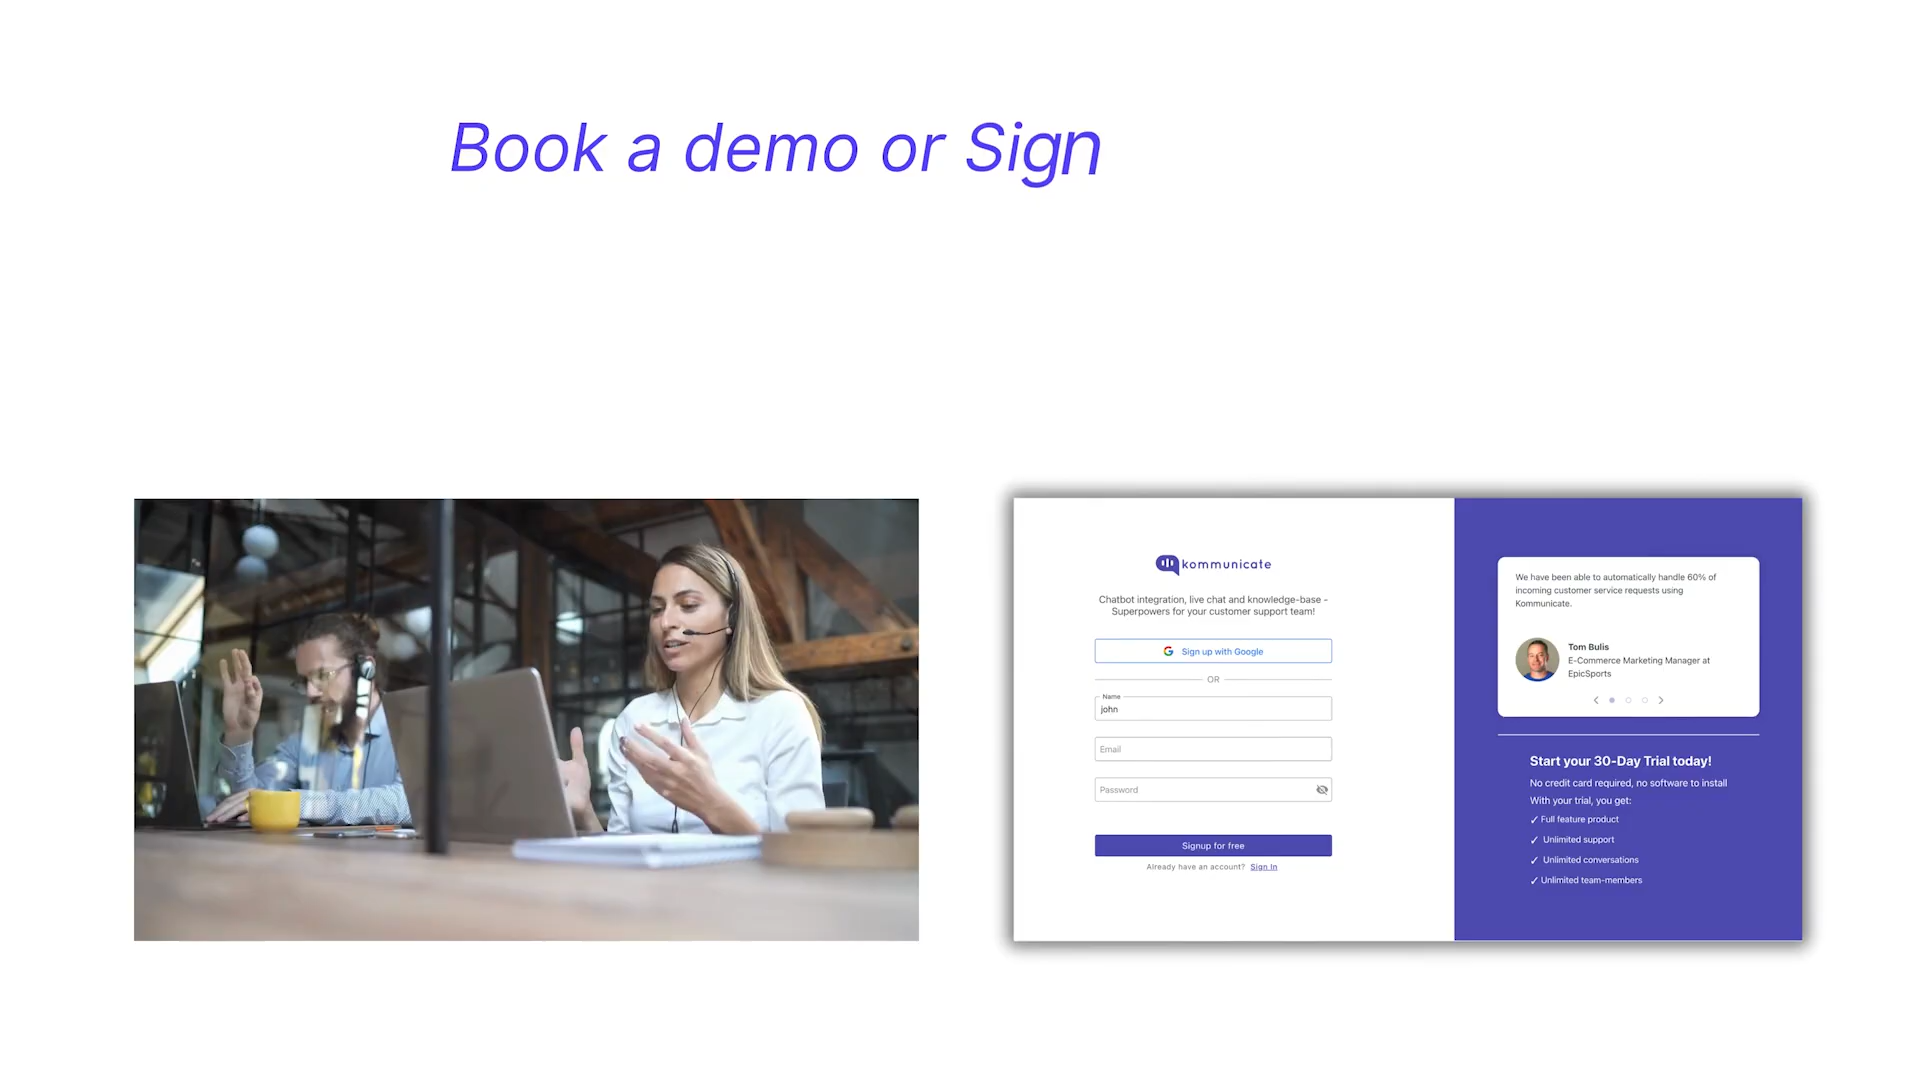 Book a demo or Sign
kommunicate
Chatbot integration, live chat and knowledge-base -
Superpowers for your customer support team!
Sign up with Google
OR
Name
john
Email
Password
Signup for free
Already have an account? Sign In
We have been able to automatically handle 60% of
incoming customer service requests using
Kommunicate.
Tom Bulis
E-Commerce Marketing Manager at
EpicSports
Start your 30-Day Trial today!
No credit card required, no software to install
With your trial, you get:
✓ Full feature product
✓ Unlimited support
✓ Unlimited conversations
✓ Unlimited team-members